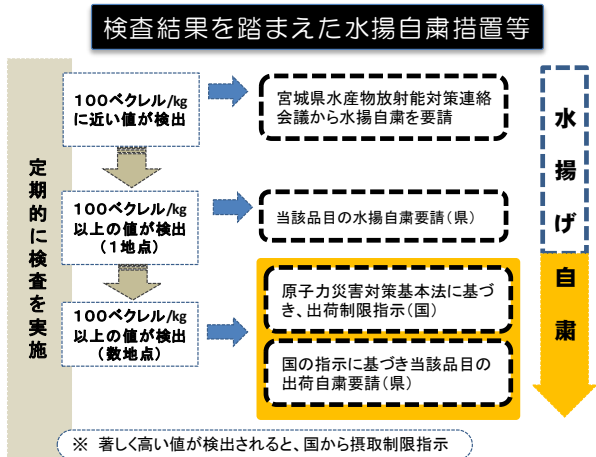 検査結果を踏まえた水揚自粛措置等
定期的に検査を実施
100ベクレル/kg
に近い値が検出
宮城県水産物放射能対策連絡
会議から水揚自粛を要請
100ベクレル/kg
以上の値が検出
（1地点）
当該品目の水揚自粛要請（県）
100ベクレル/kg
以上の値が検出
（数地点）
原子力災害対策基本法に基づ
き、出荷制限指示（国）
国の指示に基づき当該品目の
出荷自粛要請（県）
水揚げ自粛
※ 著しく高い値が検出されると、国から摂取制限指示